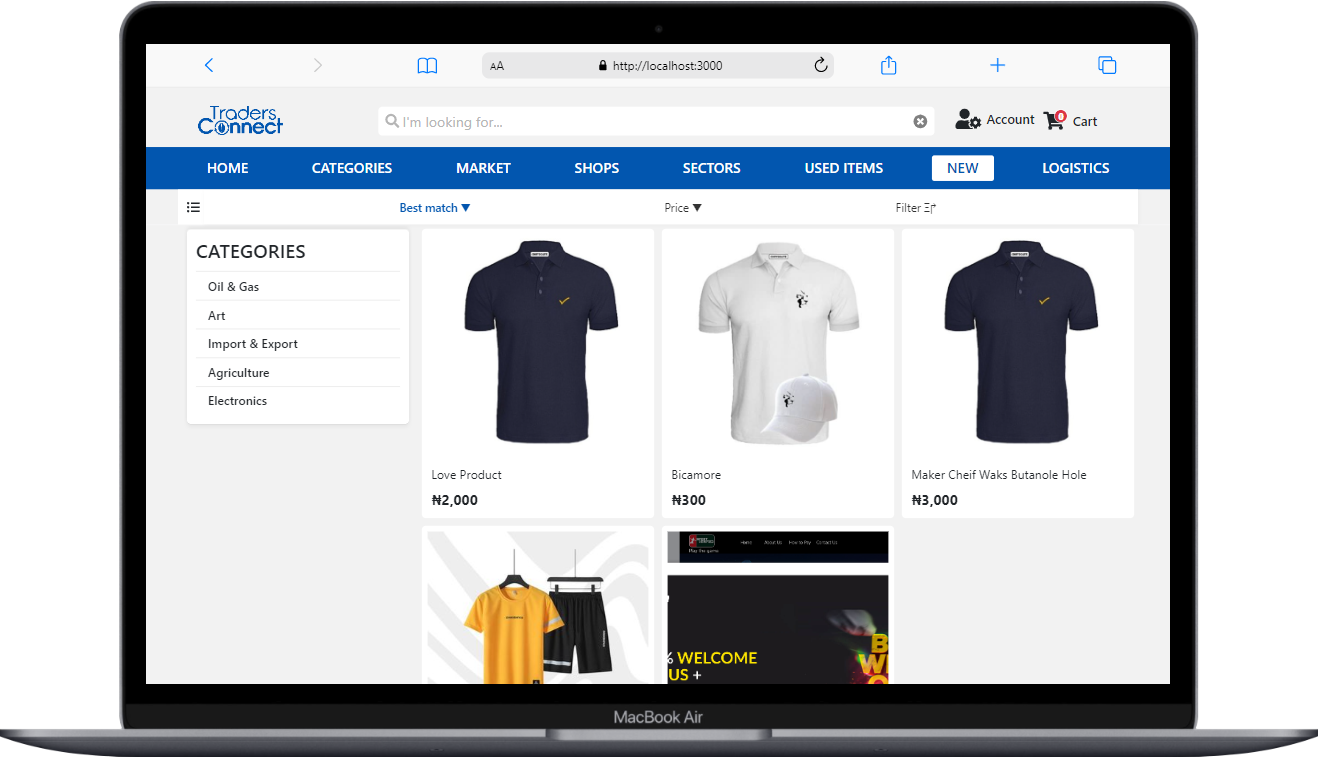 AA
http://localhost:3000
Traders
Connect
I'm looking for...
Account
0
Cart
HOME
CATEGORIES
MARKET
SHOPS
SECTORS
USED ITEMS
NEW
LOGISTICS
Best match ▼
Price ▼
Filter
CATEGORIES
Oil & Gas
Art
Import & Export
Agriculture
Electronics
Love Product
₦2,000
Bicamore
₦300
Maker Cheif Waks Butanole Hole
₦3,000
Home
About Us
How to Pay
Contact Us
Play the game
% WELCOME
US +
MacBook Air